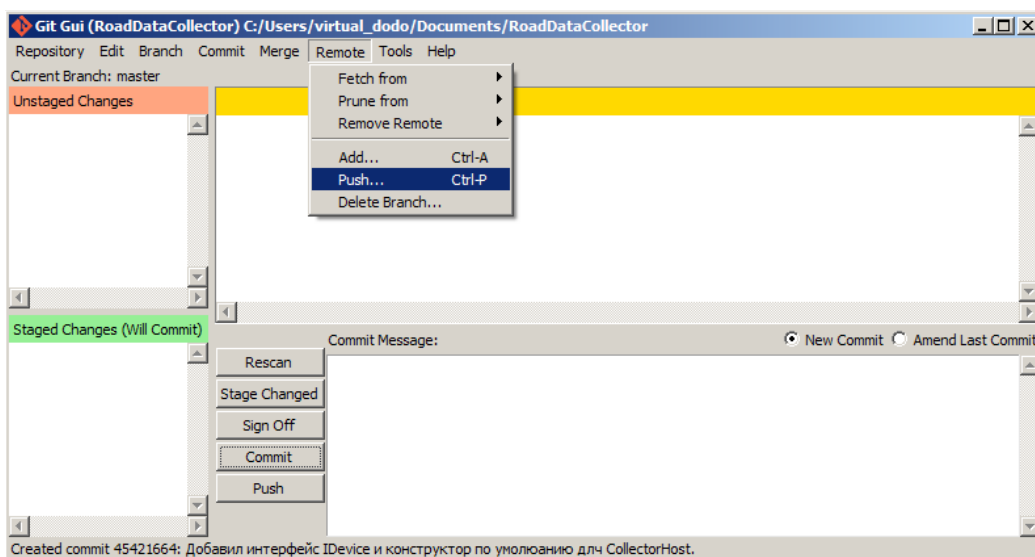 Git Gui (RoadDataCollector) C:/Users/virtual_dodo/Documents/RoadDataCollector
Repository Edit Branch Commit Merge Remote Tools Help
Current Branch: master
Unstaged Changes
Fetch from
Prune from
Remove Remote
Add... Ctrl-A
Push... Ctrl-P
Delete Branch...
Staged Changes (Will Commit)
Commit Message:
New Commit Amend Last Commit
Rescan
Stage Changed
Sign Off
Commit
Push
Created commit 45421664: Добавил интерфейс IDevice и конструктор по умолюанию длч CollectorHost.